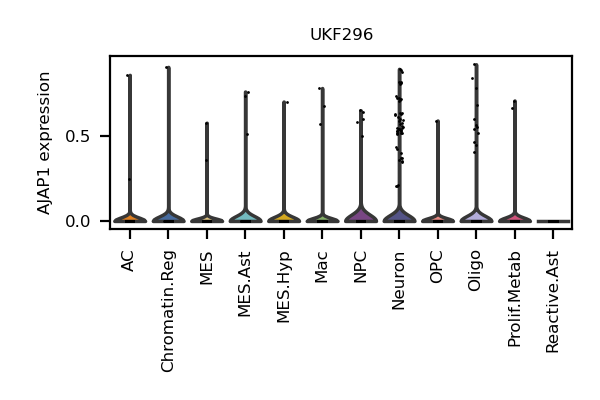 UKF296
AJAP1 expression
0.5
0.0
AC
Chromatin.Reg
MES
MES.Ast
MES.Hyp
Mac
NPC
Neuron
OPC
Oligo
Prolif.Metab
Reactive.Ast